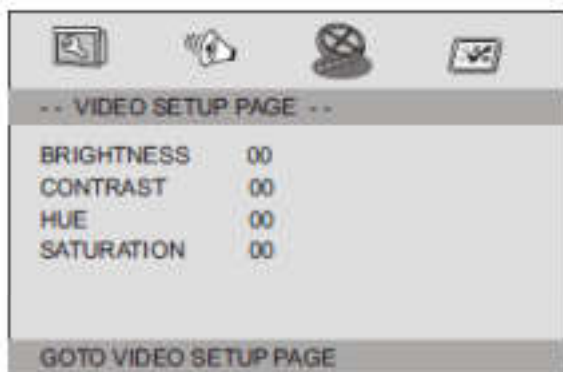 -- VIDEO SETUP PAGE --
BRIGHTNESS 00
CONTRAST 00
HUE 00
SATURATION 00
GOTO VIDEO SETUP PAGE